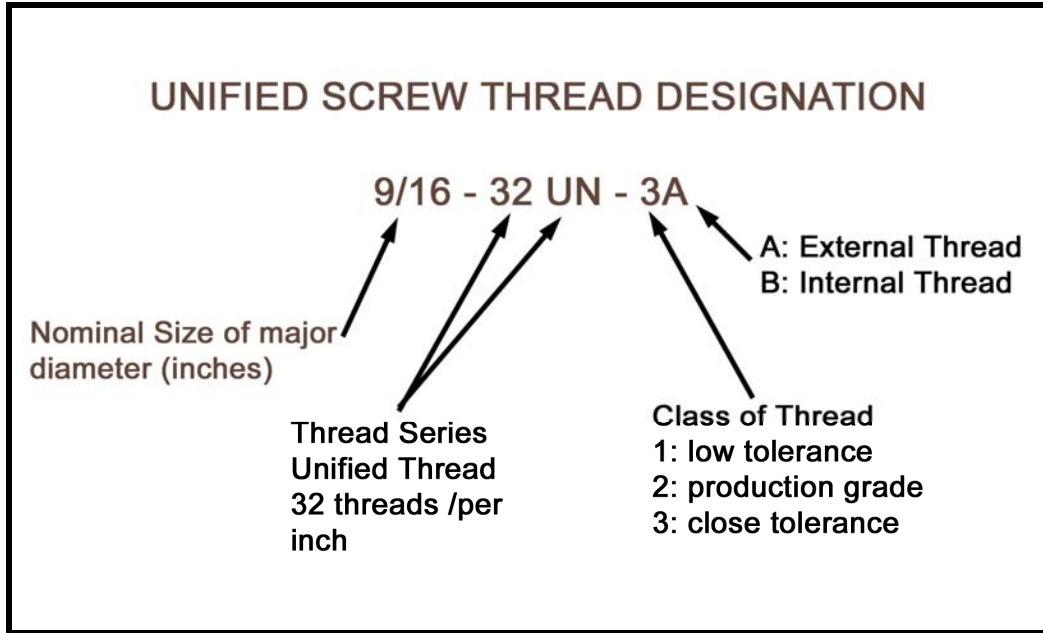 UNIFIED SCREW THREAD DESIGNATION
9/16 - 32 UN - 3A
A: External Thread
B: Internal Thread
Nominal Size of major
diameter (inches)
Thread Series
Unified Thread
32 threads /per
inch
Class of Thread
1: low tolerance
2: production grade
3: close tolerance